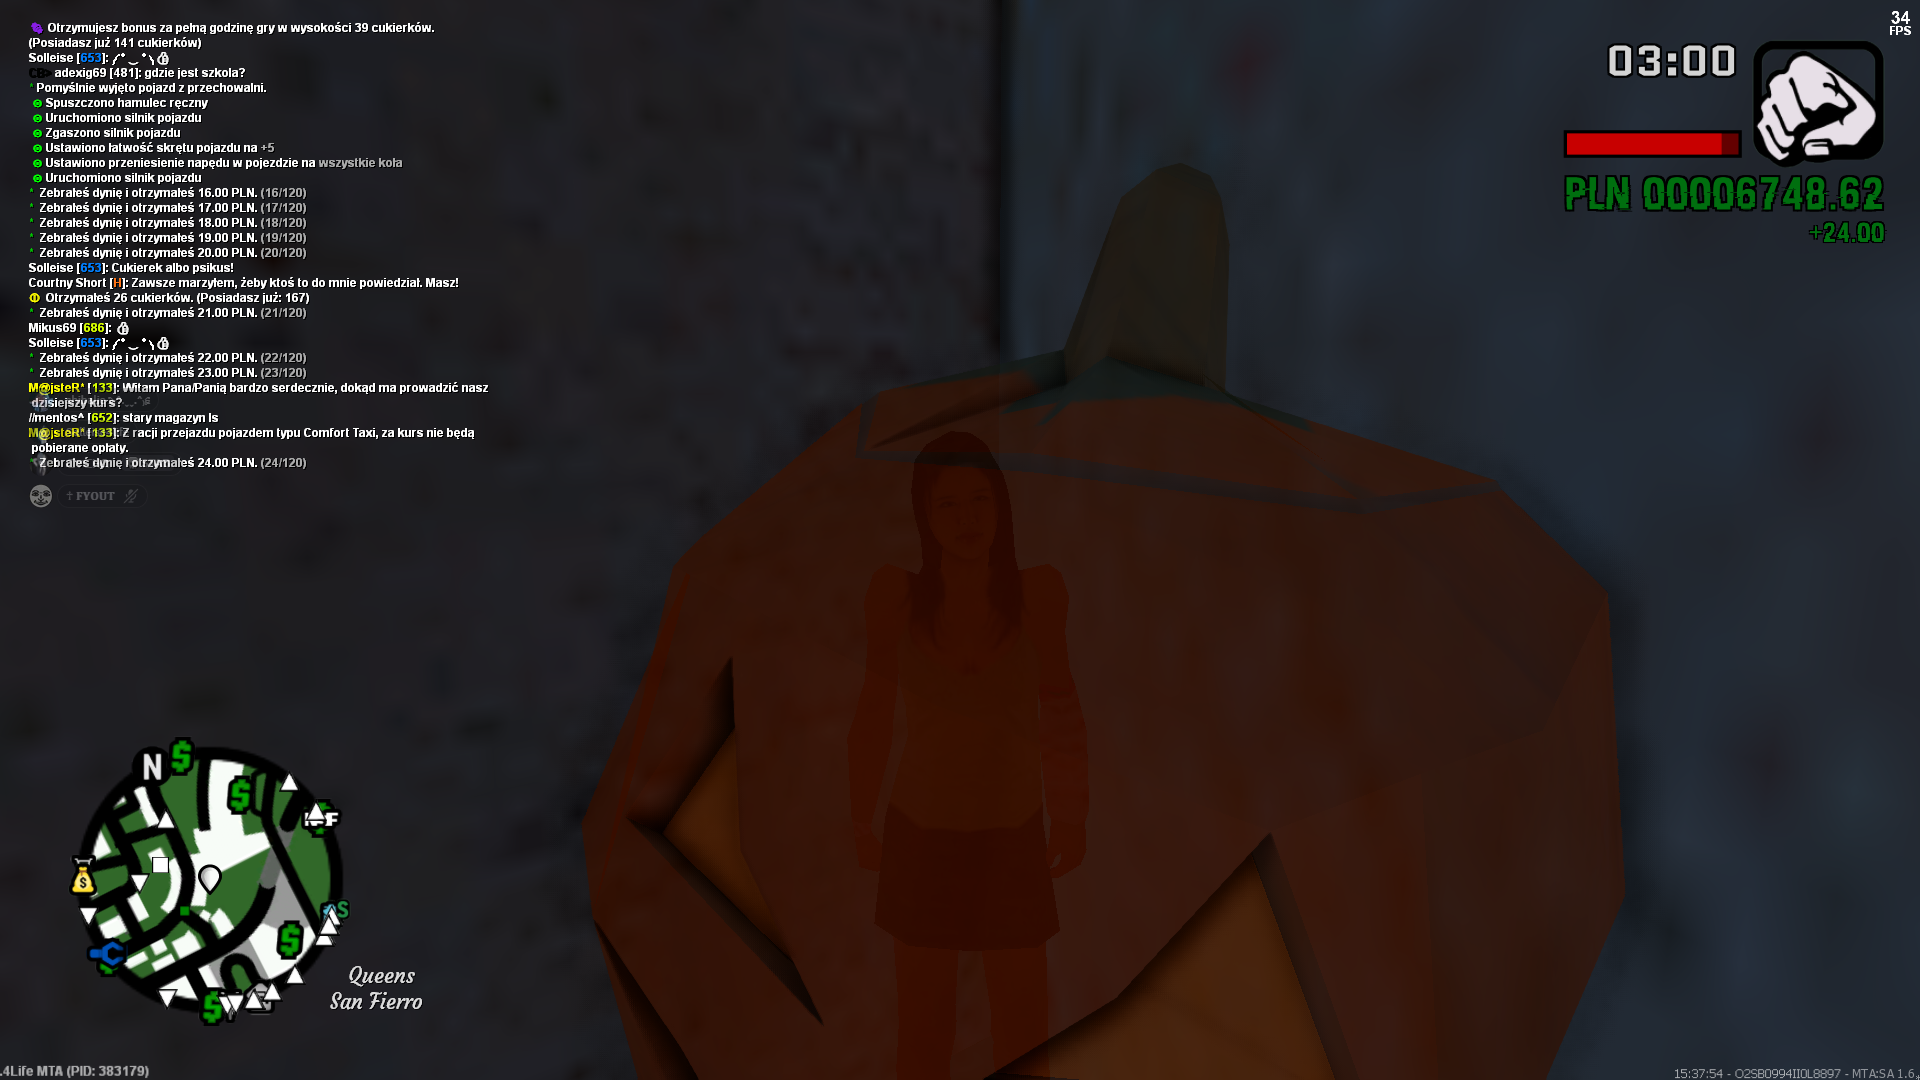 Otrzymujesz bonus za pełną godzinę gry w wysokości 39 cukierków.
(Posiadasz już 141 cukierków)
Solleise [653]:
CB> adexig69 [481]: gdzie jest szkola?
* Pomyślnie wyjęto pojazd z przechowalni.
Spuszczono hamulec ręczny
Uruchomiono silnik pojazdu
Zgaszono silnik pojazdu
Ustawiono łatwość skrętu pojazdu na +5
Ustawiono przeniesienie napędu w pojeździe na wszystkie koła
Uruchomiono silnik pojazdu
* Zebrałeś dynię i otrzymałeś 16.00 PLN. (16/120)
* Zebrałeś dynię i otrzymałeś 17.00 PLN. (17/120)
* Zebrałeś dynię i otrzymałeś 18.00 PLN. (18/120)
* Zebrałeś dynię i otrzymałeś 19.00 PLN. (19/120)
* Zebrałeś dynię i otrzymałeś 20.00 PLN. (20/120)
Solleise [653]: Cukierek albo psikus!
Courtny Short [H]: Zawsze marzyłem, żeby ktoś to do mnie powiedział. Masz!
Otrzymałeś 26 cukierków. (Posiadasz już: 167)
* Zebrałeś dynię i otrzymałeś 21.00 PLN. (21/120)
Mikus69 [686]:
Solleise [653]:
* Zebrałeś dynię i otrzymałeś 22.00 PLN. (22/120)
* Zebrałeś dynię i otrzymałeś 23.00 PLN. (23/120)
M@jsteR* [133]: Witam Pana/Panią bardzo serdecznie, dokąd ma prowadzić nasz
dzisiejszy kurs?
//mentos^ [652]: stary magazyn ls
M@jsteR* [133]: Z racji przejazdu pojazdem typu Comfort Taxi, za kurs nie będą
pobierane opłaty.
* Zebrałeś dynię i otrzymałeś 24.00 PLN. (24/120)
† FYOUT
34
FPS
03:00
PLN 00006748.62
+24.00
N
Queens
San Fierro
.4Life MTA (PID: 383179)
15:37:54 - O2SB0994II0L8897 - MTA:SA 1.6